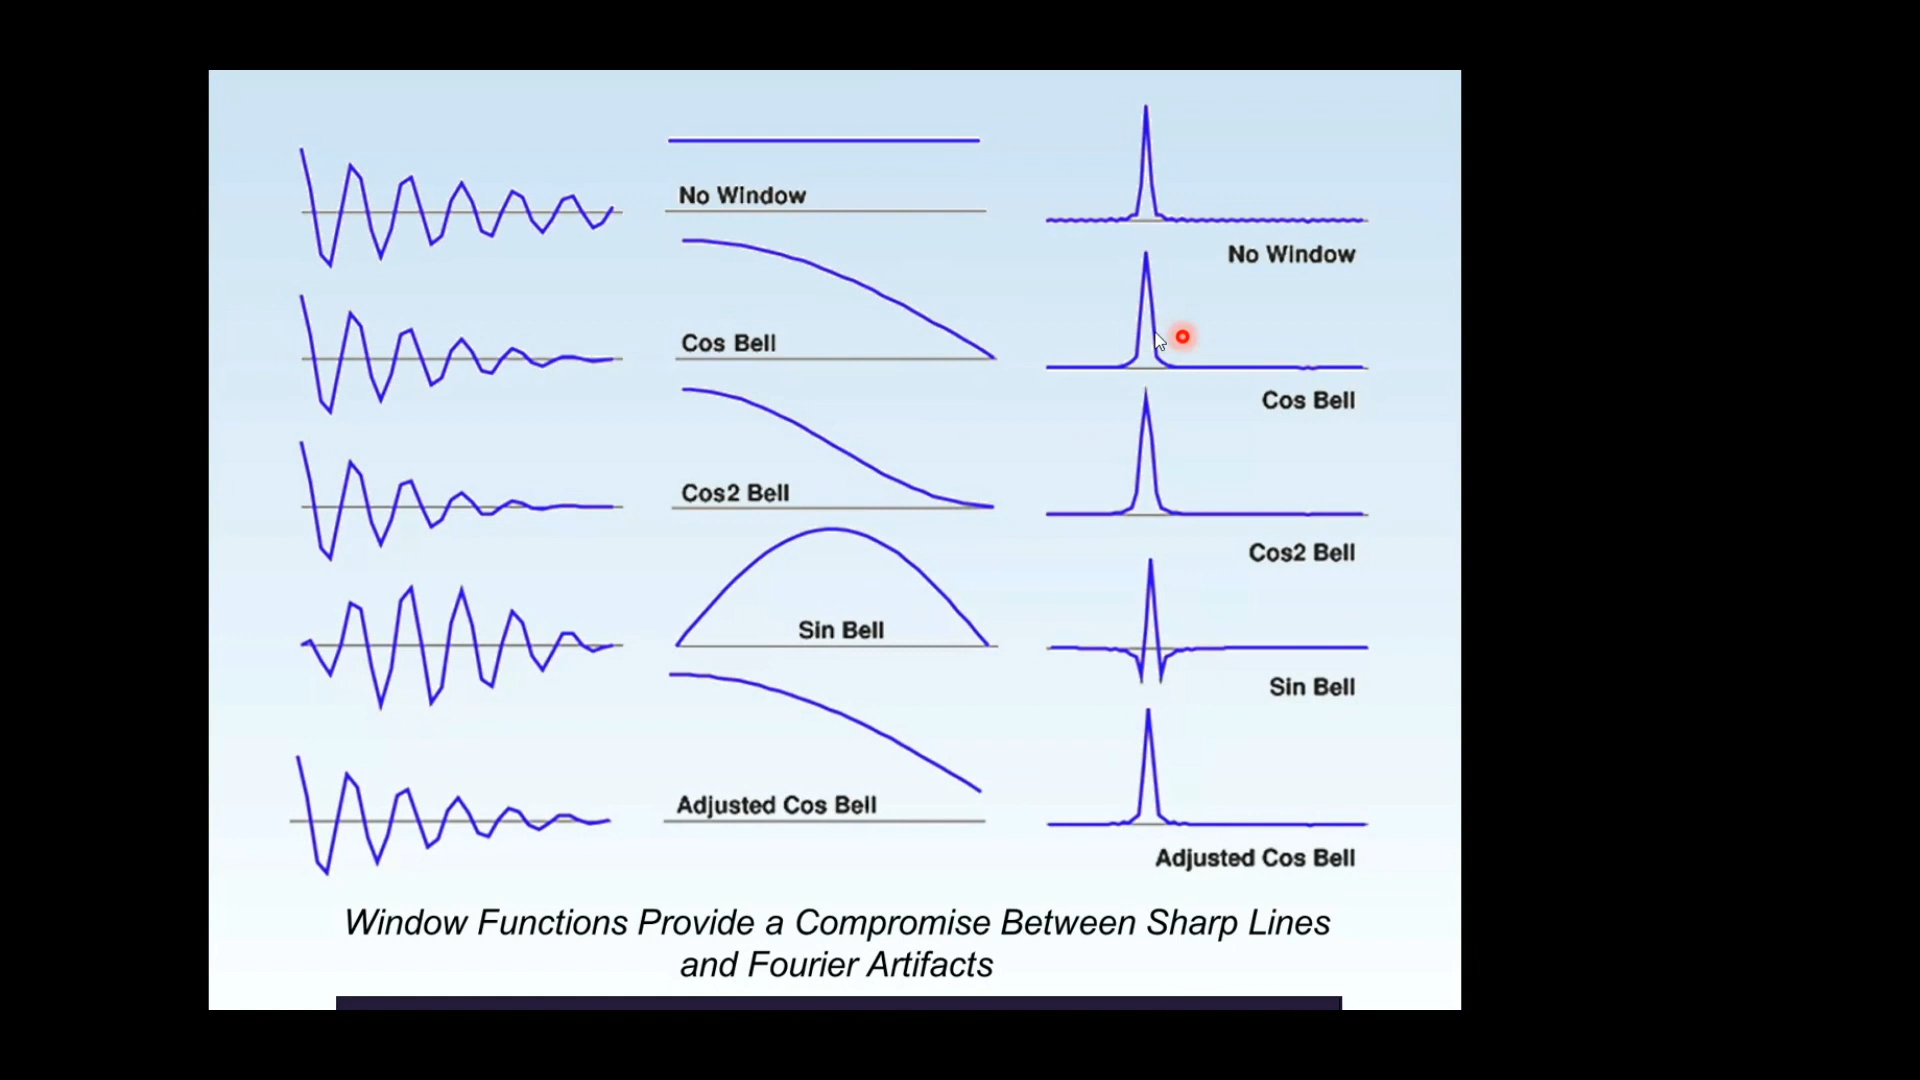 No Window
No Window
Cos Bell
Cos Bell
Cos2 Bell
Cos2 Bell
Sin Bell
Sin Bell
Adjusted Cos Bell
Adjusted Cos Bell
Window Functions Provide a Compromise Between Sharp Lines
and Fourier Artifacts